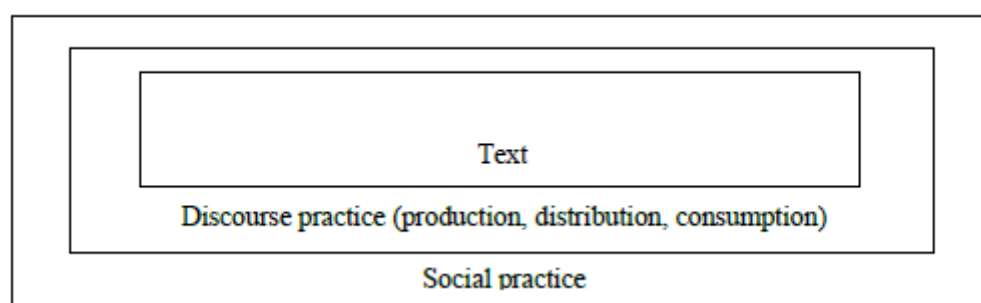 Text
Discourse practice (production, distribution, consumption)
Social practice